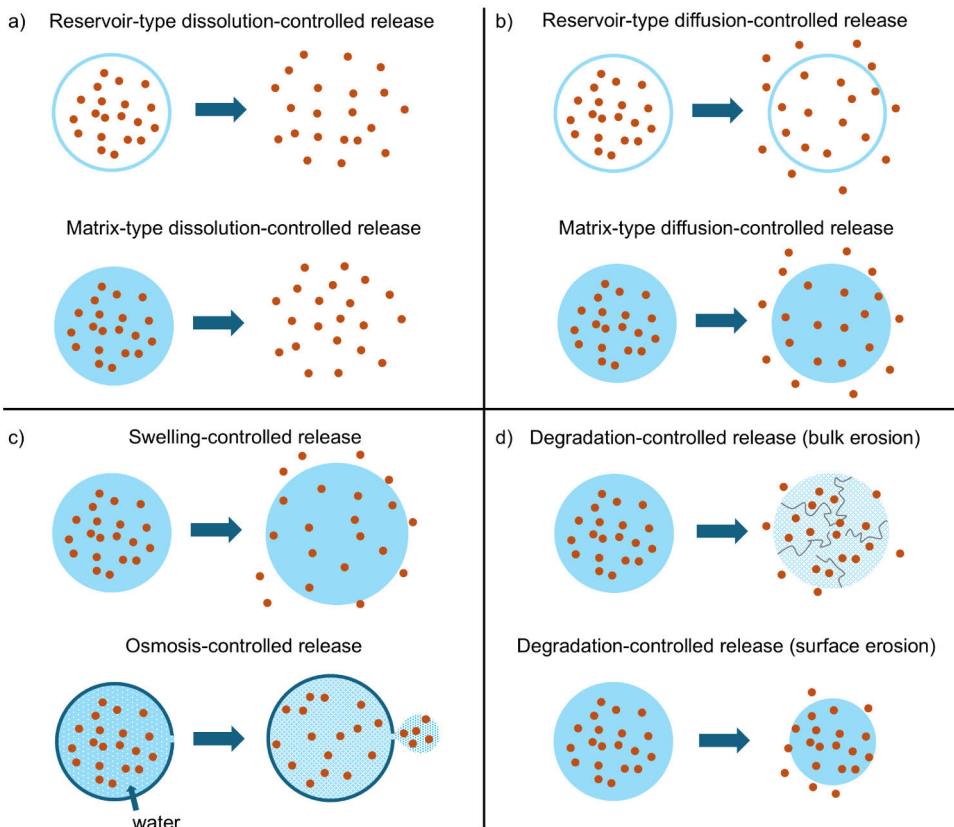 a)
Reservoir-type dissolution-controlled release
Matrix-type dissolution-controlled release
b)
Reservoir-type diffusion-controlled release
Matrix-type diffusion-controlled release
c)
Swelling-controlled release
Osmosis-controlled release
water
d)
Degradation-controlled release (bulk erosion)
Degradation-controlled release (surface erosion)